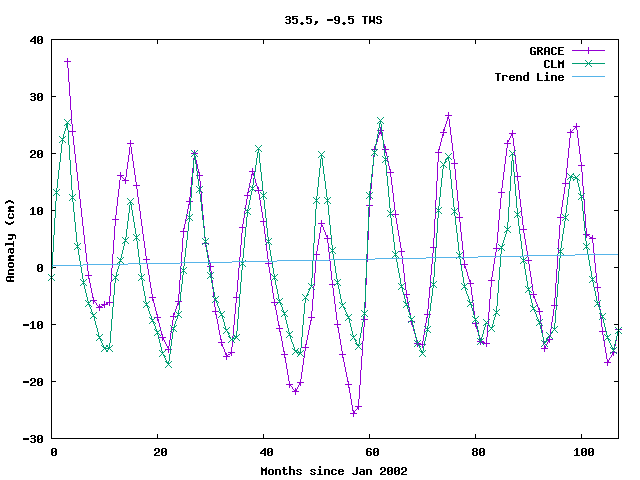 35.5, -9.5 TWS
GRACE
CLM
Trend Line
40
30
20
10
0
-10
-20
-30
Anomaly (cm)
0 20 40 60 80 100
Months since Jan 2002